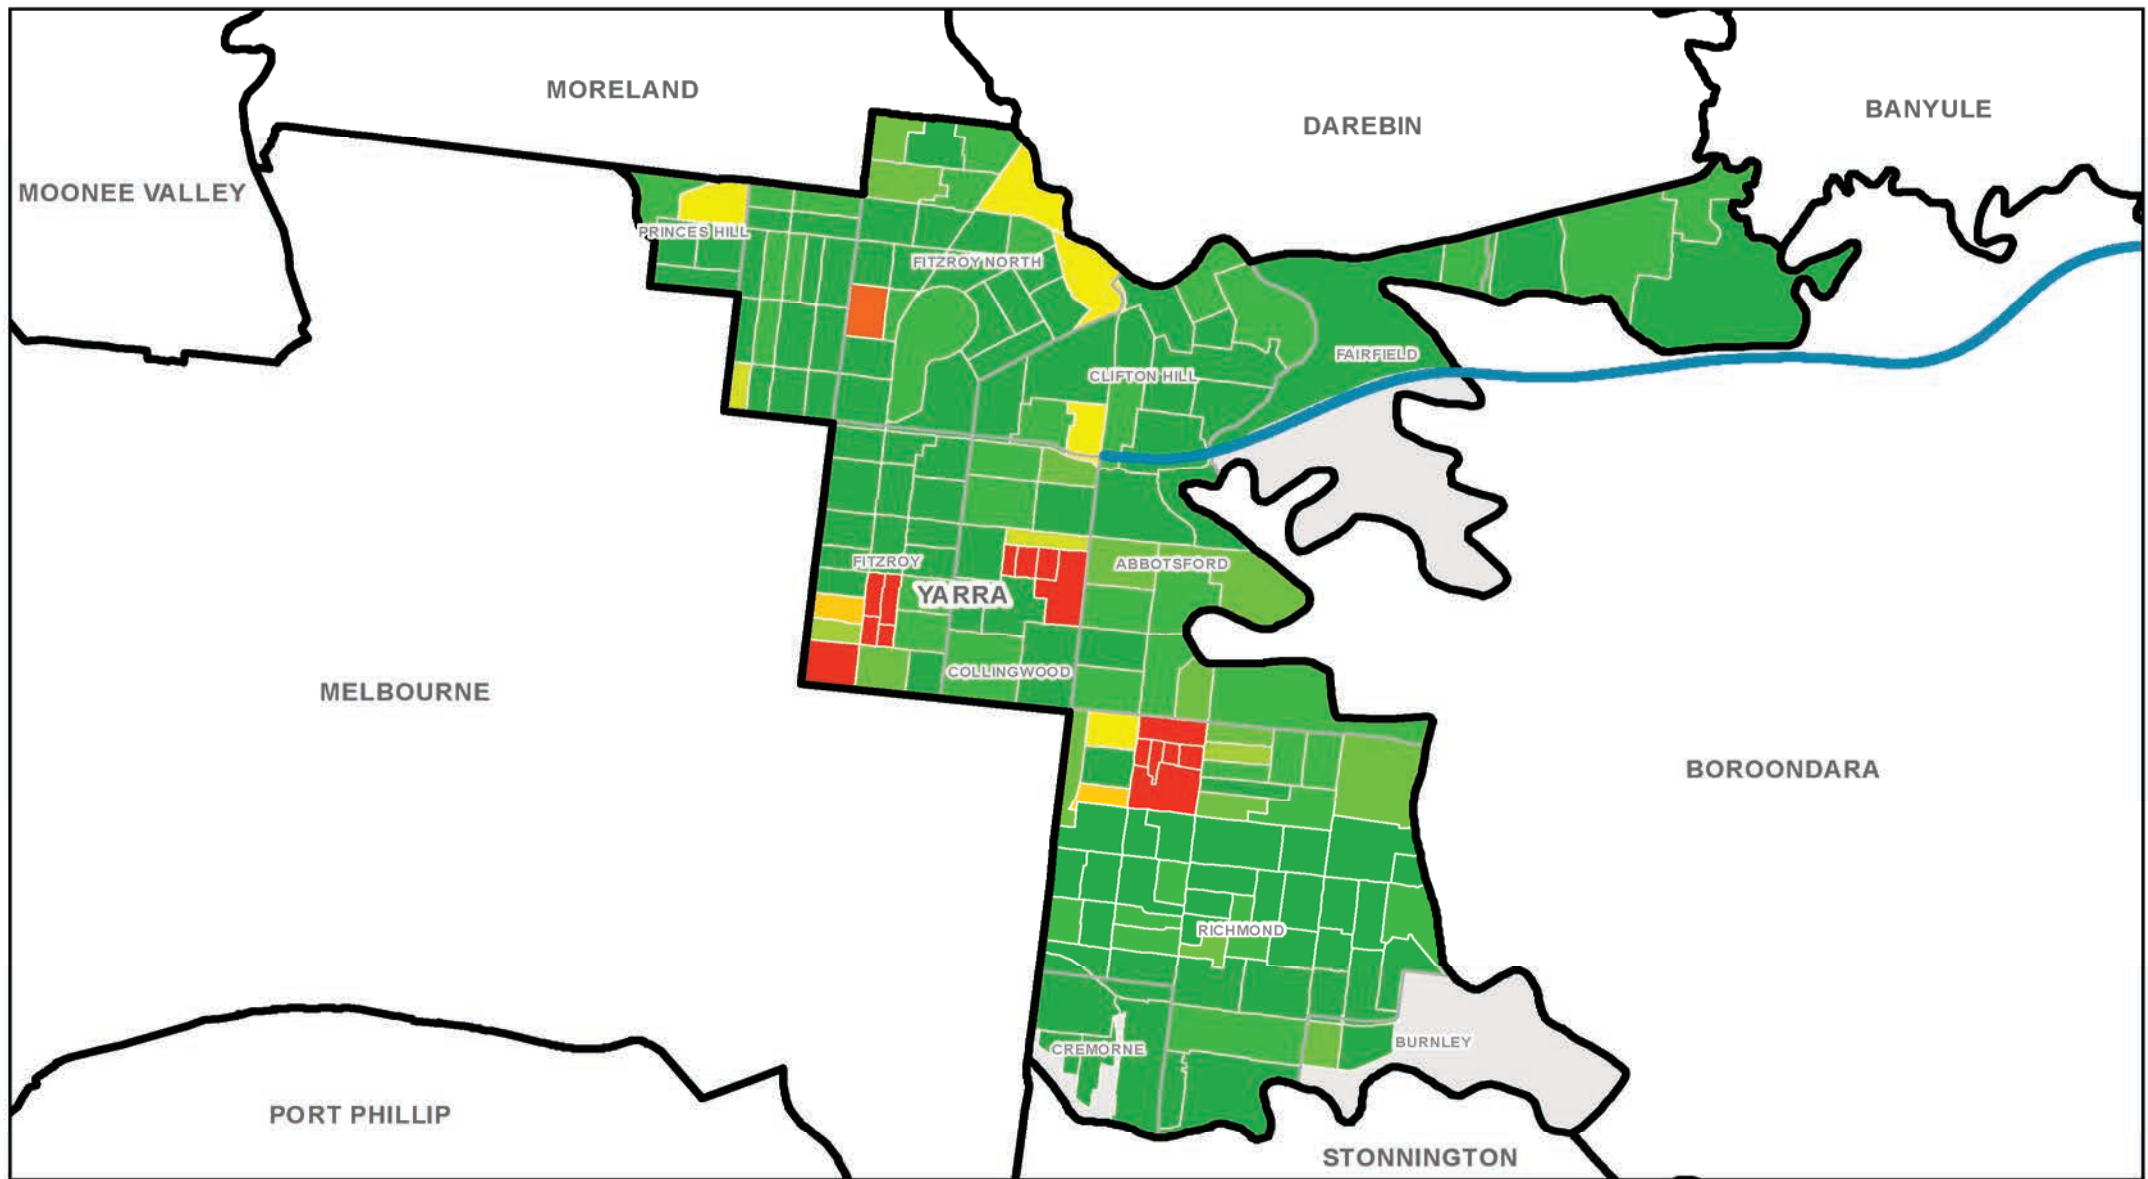 MORELAND
BANYULE
DAREBIN
MOONEE VALLEY
PRINCES HILL
FITZROY NORTH
FAIRFIELD
CLIFTON HILL
FITZROY
ABBOTSFORD
YARRA
COLLINGWOOD
MELBOURNE
BOROONDARA
RICHMOND
BURNLEY
CREMORNE
PORT PHILLIP
STONNINGTON